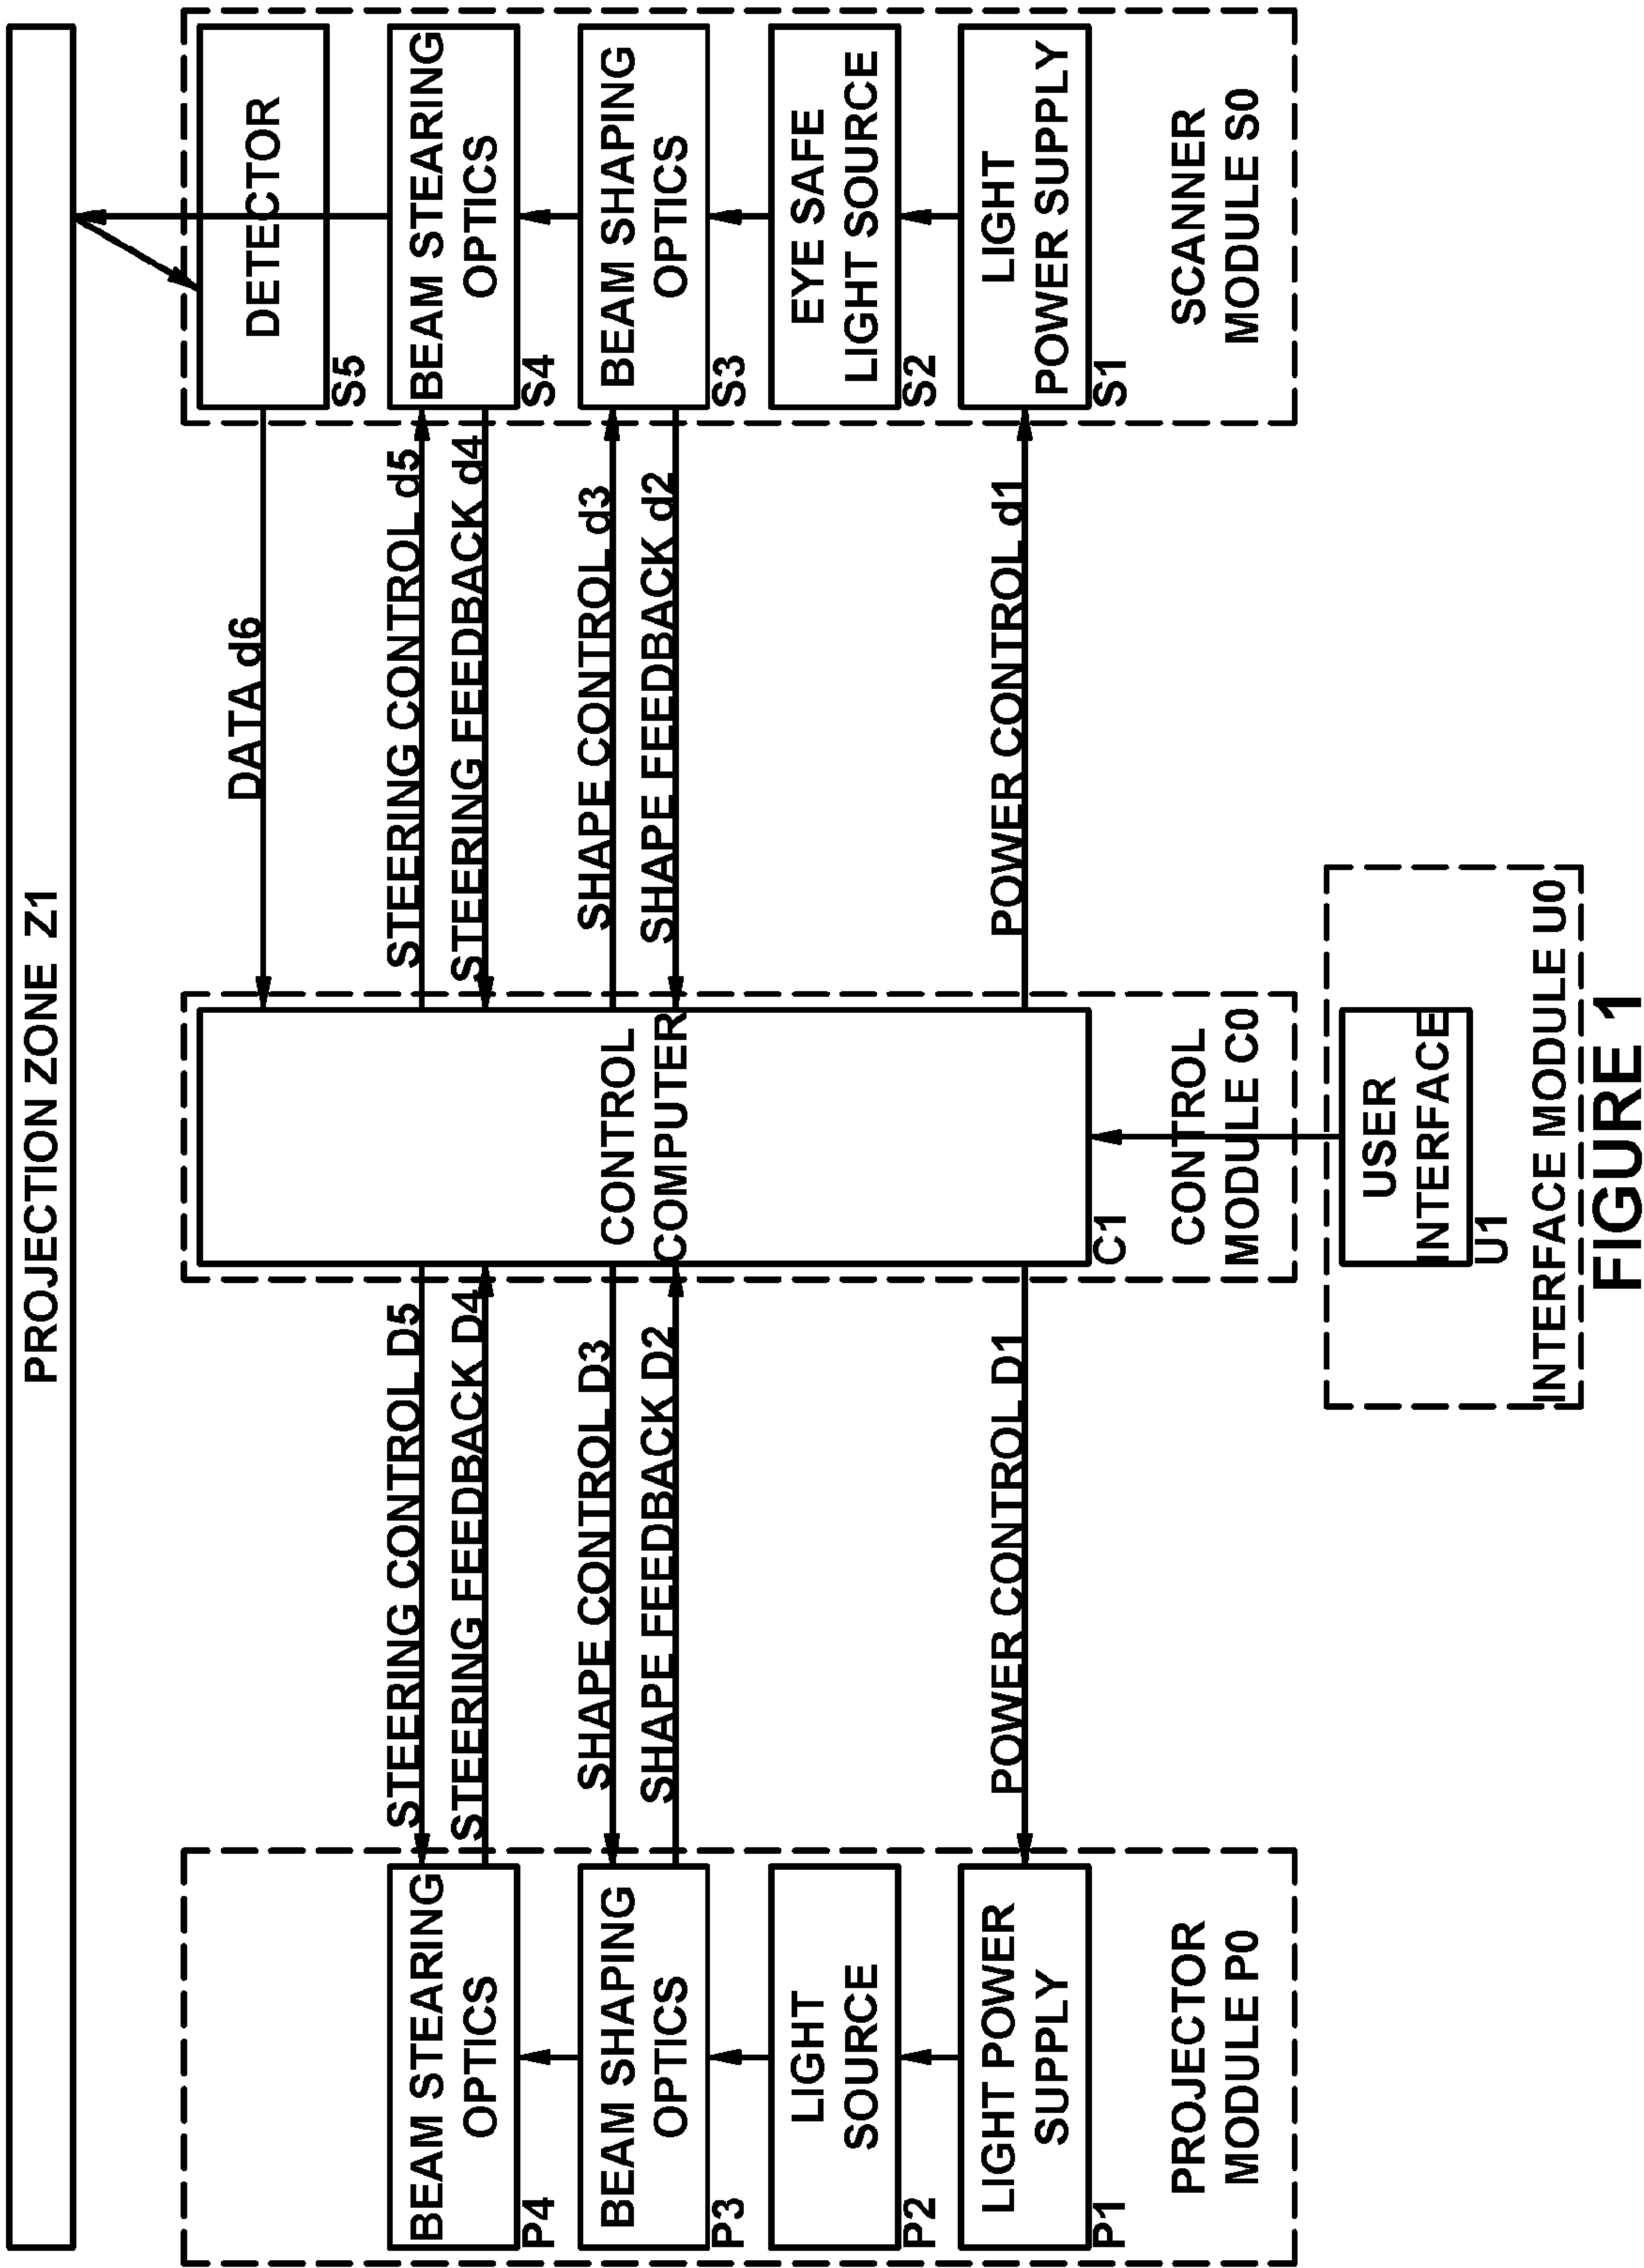 PROJECTION ZONE Z1
BEAM STEARING
OPTICS
P4
BEAM SHAPING
OPTICS
P3
LIGHT
SOURCE
P2
LIGHT POWER
SUPPLY
P1
PROJECTOR
MODULE P0
STEERING CONTROL D5
STEERING FEEDBACK D4
SHAPE CONTROL D3
SHAPE FEEDBACK D2
POWER CONTROL D1
CONTROL
COMPUTER
C1
CONTROL
MODULE C0
DATA d6
STEERING CONTROL d5
STEERING FEEDBACK d4
SHAPE CONTROL d3
SHAPE FEEDBACK d2
POWER CONTROL d1
DETECTOR
S5
BEAM STEARING
OPTICS
S4
BEAM SHAPING
OPTICS
S3
EYE SAFE
LIGHT SOURCE
S2
LIGHT
POWER SUPPLY
S1
SCANNER
MODULE S0
USER
INTERFACE
U1
INTERFACE MODULE U0
FIGURE 1